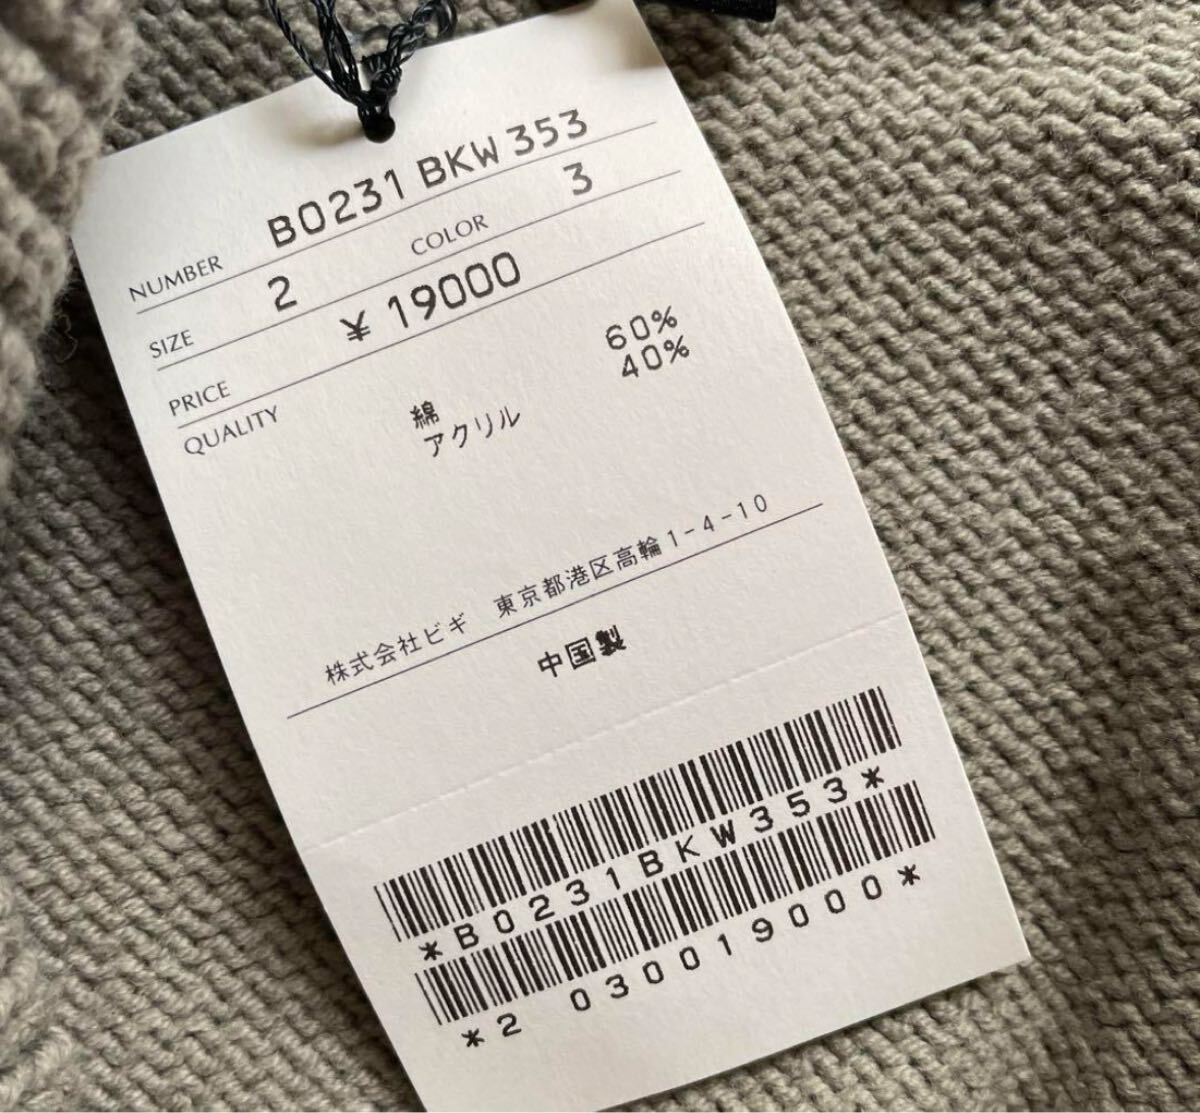 NUMBER B0231 BKW 353
SIZE 2 COLOR 3
PRICE ¥ 19000
QUALITY
綿 60%
アクリル 40%
株式会社ビギ 東京都港区高輪1-4-10
中国製
*B0231BKW353*
*2 030019000*